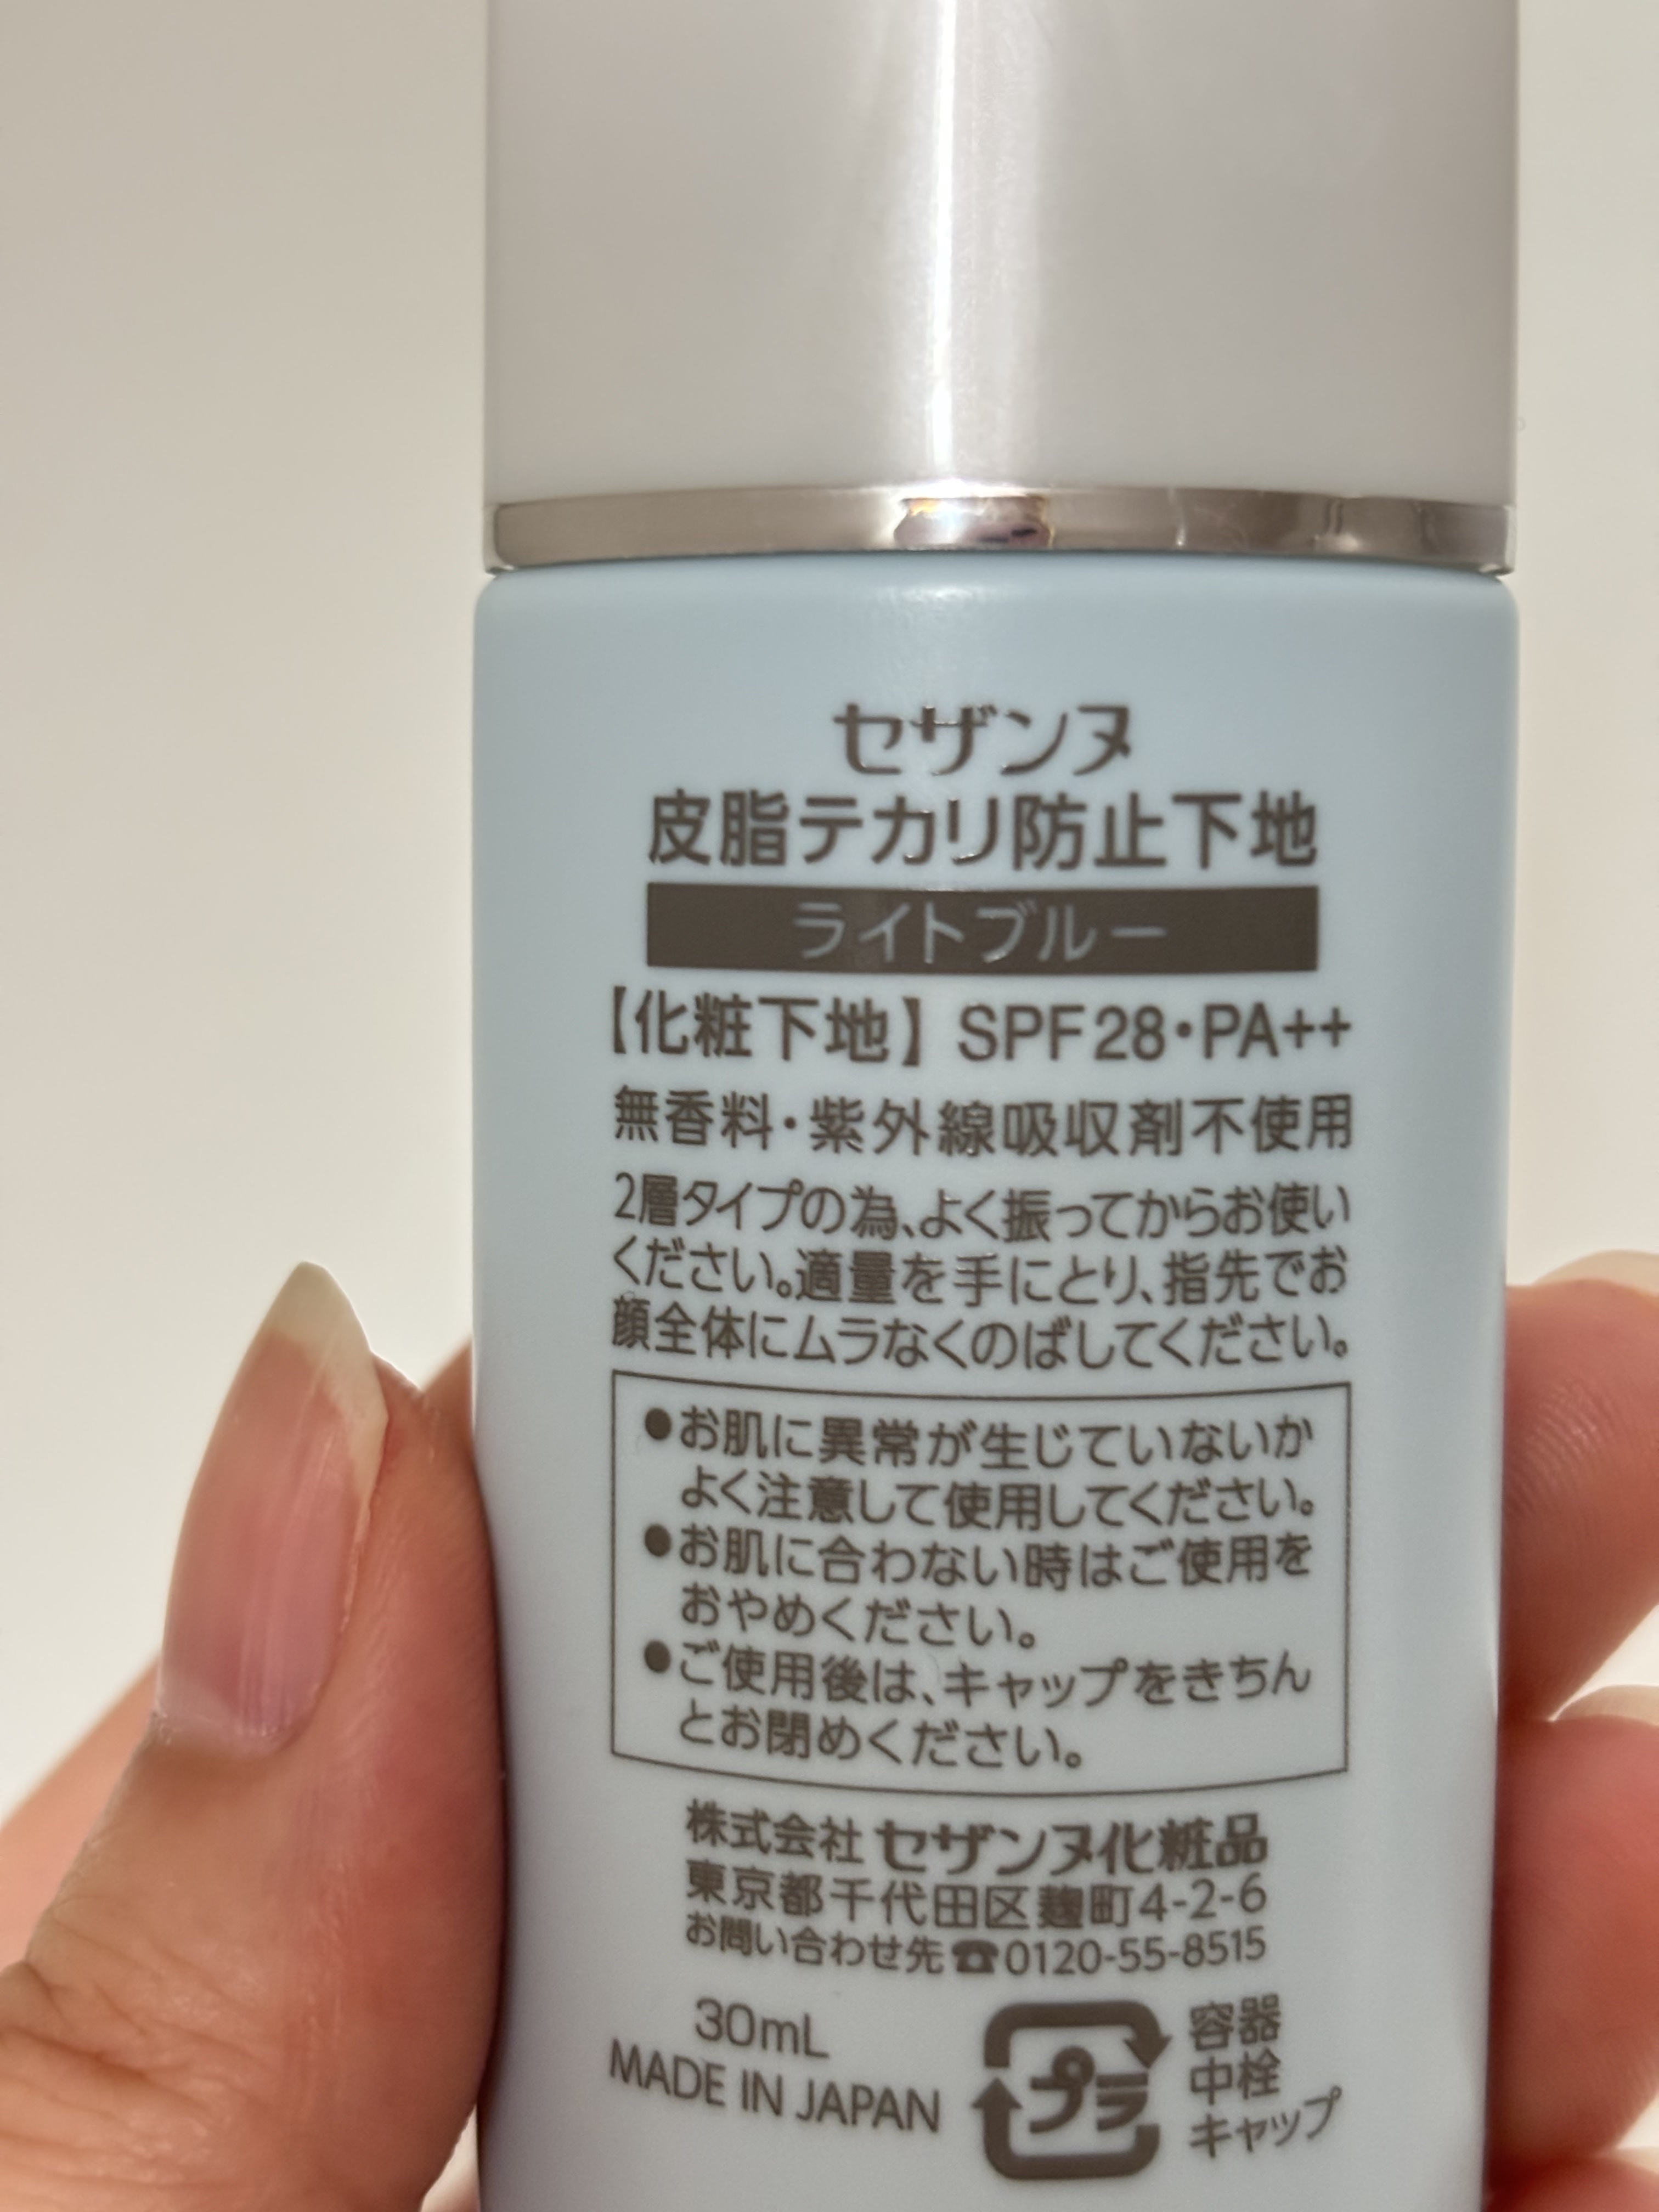 セザンヌ
皮脂テカリ防止下地
ライトブルー
【化粧下地】 SPF28・PA++
無香料・紫外線吸収剤不使用
2層タイプの為、よく振ってからお使い
ください。適量を手にとり、指先でお
顔全体にムラなくのばしてください。
●お肌に異常が生じていないか
よく注意して使用してください。
●お肌に合わない時はご使用を
おやめください。
●ご使用後は、キャップをきちん
とお閉めください。
株式会社 セザンヌ化粧品
東京都千代田区麹町4-2-6
お問い合わせ先☎0120-55-8515
30mL
MADE IN JAPAN
プラ
容器
中栓
キャップ